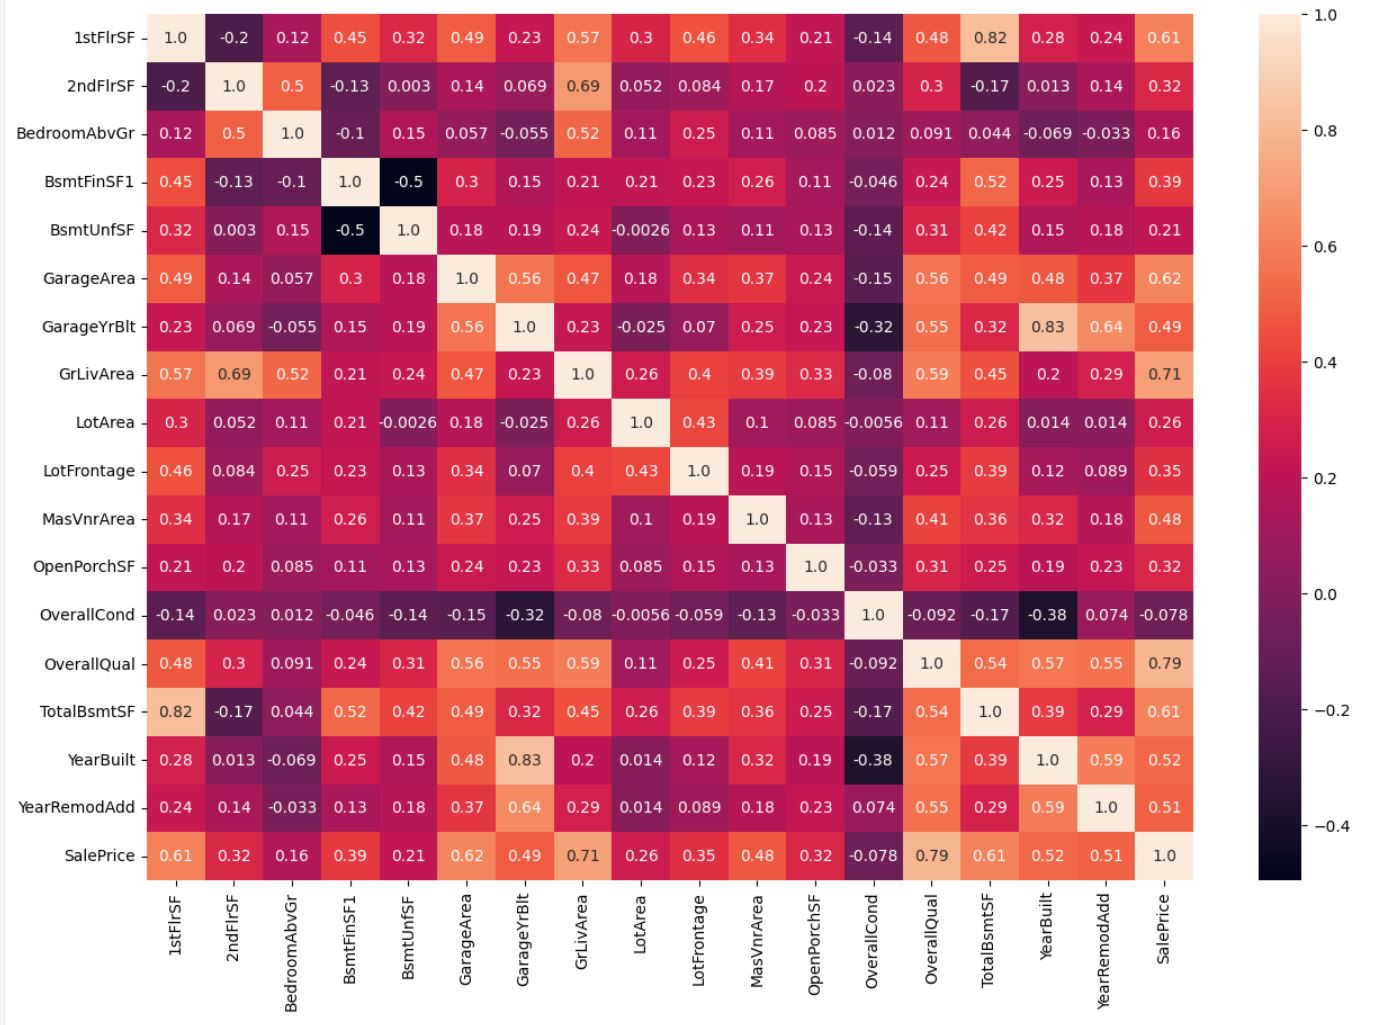 1stFlrSF 1.0 -0.2 0.12 0.45 0.32 0.49 0.23 0.57 0.3 0.46 0.34 0.21 -0.14 0.48 0.82 0.28 0.24 0.61
2ndFlrSF -0.2 1.0 0.5 -0.13 0.003 0.14 0.069 0.69 0.052 0.084 0.17 0.2 0.023 0.3 -0.17 0.013 0.14 0.32
BedroomAbvGr 0.12 0.5 1.0 -0.1 0.15 0.057 -0.055 0.52 0.11 0.25 0.11 0.085 0.012 0.091 0.044 -0.069 -0.033 0.16
BsmtFinSF1 0.45 -0.13 -0.1 1.0 -0.5 0.3 0.15 0.21 0.21 0.23 0.26 0.11 -0.046 0.24 0.52 0.25 0.13 0.39
BsmtUnfSF 0.32 0.003 0.15 -0.5 1.0 0.18 0.19 0.24 -0.0026 0.13 0.11 0.13 -0.14 0.31 0.42 0.15 0.18 0.21
GarageArea 0.49 0.14 0.057 0.3 0.18 1.0 0.56 0.47 0.18 0.34 0.37 0.24 -0.15 0.56 0.49 0.48 0.37 0.62
GarageYrBlt 0.23 0.069 -0.055 0.15 0.19 0.56 1.0 0.23 -0.025 0.07 0.25 0.23 -0.32 0.55 0.32 0.83 0.64 0.49
GrLivArea 0.57 0.69 0.52 0.21 0.24 0.47 0.23 1.0 0.26 0.4 0.39 0.33 -0.08 0.59 0.45 0.2 0.29 0.71
LotArea 0.3 0.052 0.11 0.21 -0.0026 0.18 -0.025 0.26 1.0 0.43 0.1 0.085 -0.0056 0.11 0.26 0.014 0.014 0.26
LotFrontage 0.46 0.084 0.25 0.23 0.13 0.34 0.07 0.4 0.43 1.0 0.19 0.15 -0.059 0.25 0.39 0.12 0.089 0.35
MasVnrArea 0.34 0.17 0.11 0.26 0.11 0.37 0.25 0.39 0.1 0.19 1.0 0.13 -0.13 0.41 0.36 0.32 0.18 0.48
OpenPorchSF 0.21 0.2 0.085 0.11 0.13 0.24 0.23 0.33 0.085 0.15 0.13 1.0 -0.033 0.31 0.25 0.19 0.23 0.32
OverallCond -0.14 0.023 0.012 -0.046 -0.14 -0.15 -0.32 -0.08 -0.0056 -0.059 -0.13 -0.033 1.0 -0.092 -0.17 -0.38 0.074 -0.078
OverallQual 0.48 0.3 0.091 0.24 0.31 0.56 0.55 0.59 0.11 0.25 0.41 0.31 -0.092 1.0 0.54 0.57 0.55 0.79
TotalBsmtSF 0.82 -0.17 0.044 0.52 0.42 0.49 0.32 0.45 0.26 0.39 0.36 0.25 -0.17 0.54 1.0 0.39 0.29 0.61
YearBuilt 0.28 0.013 -0.069 0.25 0.15 0.48 0.83 0.2 0.014 0.12 0.32 0.19 -0.38 0.57 0.39 1.0 0.59 0.52
YearRemodAdd 0.24 0.14 -0.033 0.13 0.18 0.37 0.64 0.29 0.014 0.089 0.18 0.23 0.074 0.55 0.29 0.59 1.0 0.51
SalePrice 0.61 0.32 0.16 0.39 0.21 0.62 0.49 0.71 0.26 0.35 0.48 0.32 -0.078 0.79 0.61 0.52 0.51 1.0
1stFlrSF
2ndFlrSF
BedroomAbvGr
BsmtFinSF1
BsmtUnfSF
GarageArea
GarageYrBlt
GrLivArea
LotArea
LotFrontage
MasVnrArea
OpenPorchSF
OverallCond
OverallQual
TotalBsmtSF
YearBuilt
YearRemodAdd
SalePrice
1.0
0.8
0.6
0.4
0.2
0.0
−0.2
−0.4